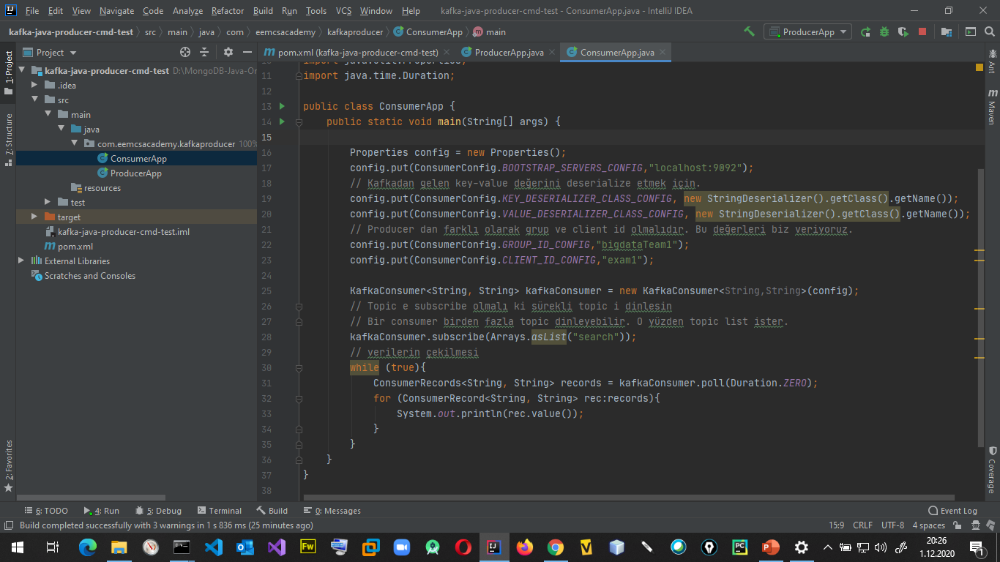 File Edit View Navigate Code Analyze Refactor Build Run Tools VCS Window Help kafka-java-producer-cmd-test - ConsumerApp.java - IntelliJ IDEA
kafka-java-producer-cmd-test src main java com eemcsacademy kafkaproducer ConsumerApp main ProducerApp
Project
pom.xml (kafka-java-producer-cmd-test) ProducerApp.java ConsumerApp.java
1: Project
7: Structure
2: Favorites
kafka-java-producer-cmd-test D:\MongoDB-Java-Or
.idea
src
main
java
com.eemcsacademy.kafkaproducer 100%
ConsumerApp
ProducerApp
resources
test
target
kafka-java-producer-cmd-test.iml
pom.xml
External Libraries
Scratches and Consoles
10 import java.util.Properties;
11 import java.time.Duration;
12
13 public class ConsumerApp {
14 public static void main(String[] args) {
15
16 Properties config = new Properties();
17 config.put(ConsumerConfig.BOOTSTRAP_SERVERS_CONFIG,"localhost:9092");
18 // Kafkadan gelen key-value değerini deserialize etmek için.
19 config.put(ConsumerConfig.KEY_DESERIALIZER_CLASS_CONFIG, new StringDeserializer().getClass().getName());
20 config.put(ConsumerConfig.VALUE_DESERIALIZER_CLASS_CONFIG, new StringDeserializer().getClass().getName());
21 // Producer dan farklı olarak grup ve client id olmalıdır. Bu değerleri biz veriyoruz.
22 config.put(ConsumerConfig.GROUP_ID_CONFIG,"bigdataTeam1");
23 config.put(ConsumerConfig.CLIENT_ID_CONFIG,"exam1");
24
25 KafkaConsumer<String, String> kafkaConsumer = new KafkaConsumer<String,String>(config);
26 // Topic e subscribe olmalı ki sürekli topic i dinlesin
27 // Bir consumer birden fazla topic dinleyebilir. O yüzden topic list ister.
28 kafkaConsumer.subscribe(Arrays.asList("search"));
29 // verilerin çekilmesi
30 while (true){
31 ConsumerRecords<String, String> records = kafkaConsumer.poll(Duration.ZERO);
32 for (ConsumerRecord<String, String> rec:records){
33 System.out.println(rec.value());
34 }
35 }
36 }
37 }
38
Ant
Maven
Coverage
6: TODO 4: Run 5: Debug Terminal Build 0: Messages Event Log
Build completed successfully with 3 warnings in 1 s 836 ms (25 minutes ago) 15:9 CRLF UTF-8 4 spaces
20:26
1.12.2020